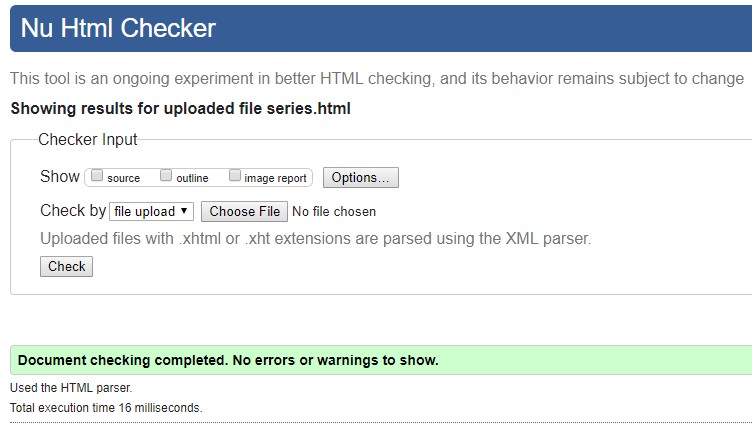 Nu Html Checker
This tool is an ongoing experiment in better HTML checking, and its behavior remains subject to change
Showing results for uploaded file series.html
Checker Input
Show source outline image report Options...
Check by file upload ▼ Choose File No file chosen
Uploaded files with .xhtml or .xht extensions are parsed using the XML parser.
Check
Document checking completed. No errors or warnings to show.
Used the HTML parser.
Total execution time 16 milliseconds.